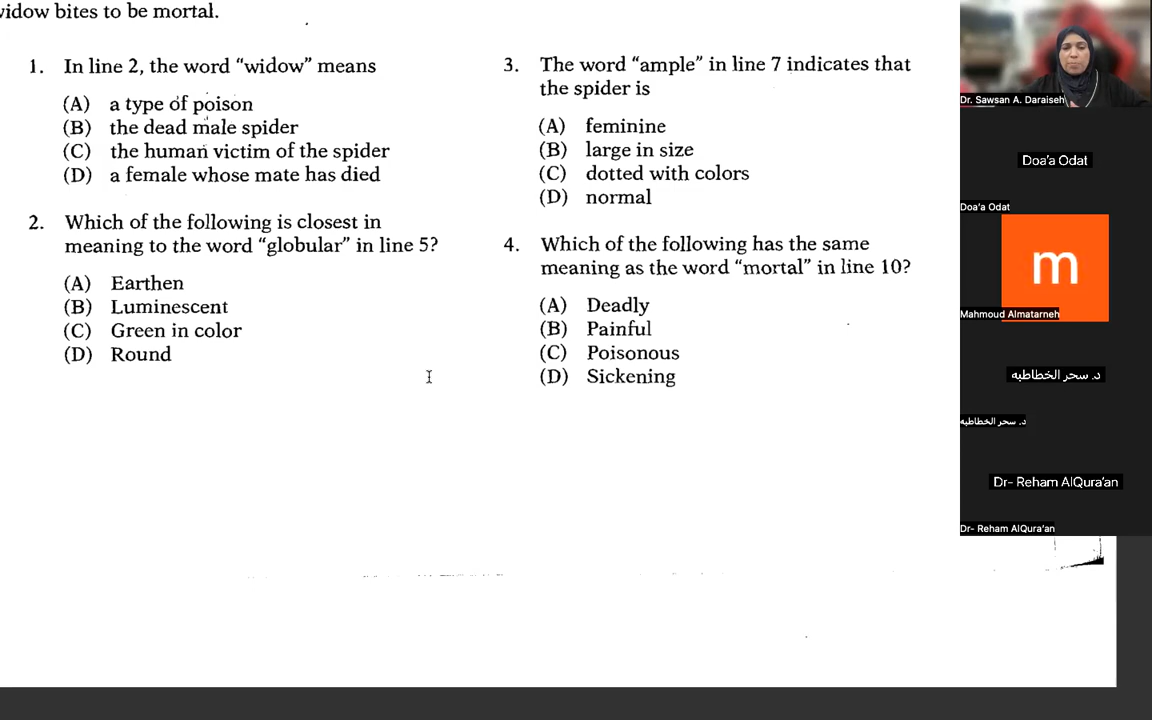 widow bites to be mortal.
1. In line 2, the word “widow” means
(A) a type of poison
(B) the dead male spider
(C) the human victim of the spider
(D) a female whose mate has died
2. Which of the following is closest in
meaning to the word “globular” in line 5?
(A) Earthen
(B) Luminescent
(C) Green in color
(D) Round
3. The word “ample” in line 7 indicates that
the spider is
(A) feminine
(B) large in size
(C) dotted with colors
(D) normal
4. Which of the following has the same
meaning as the word “mortal” in line 10?
(A) Deadly
(B) Painful
(C) Poisonous
(D) Sickening
Dr. Sawsan A. Daraiseh
Doa’a Odat
Doa’a Odat
m
Mahmoud Almatarneh
د. سحر الخطاطبه
د. سحر الخطاطبه
Dr- Reham AlQura’an
Dr- Reham AlQura’an